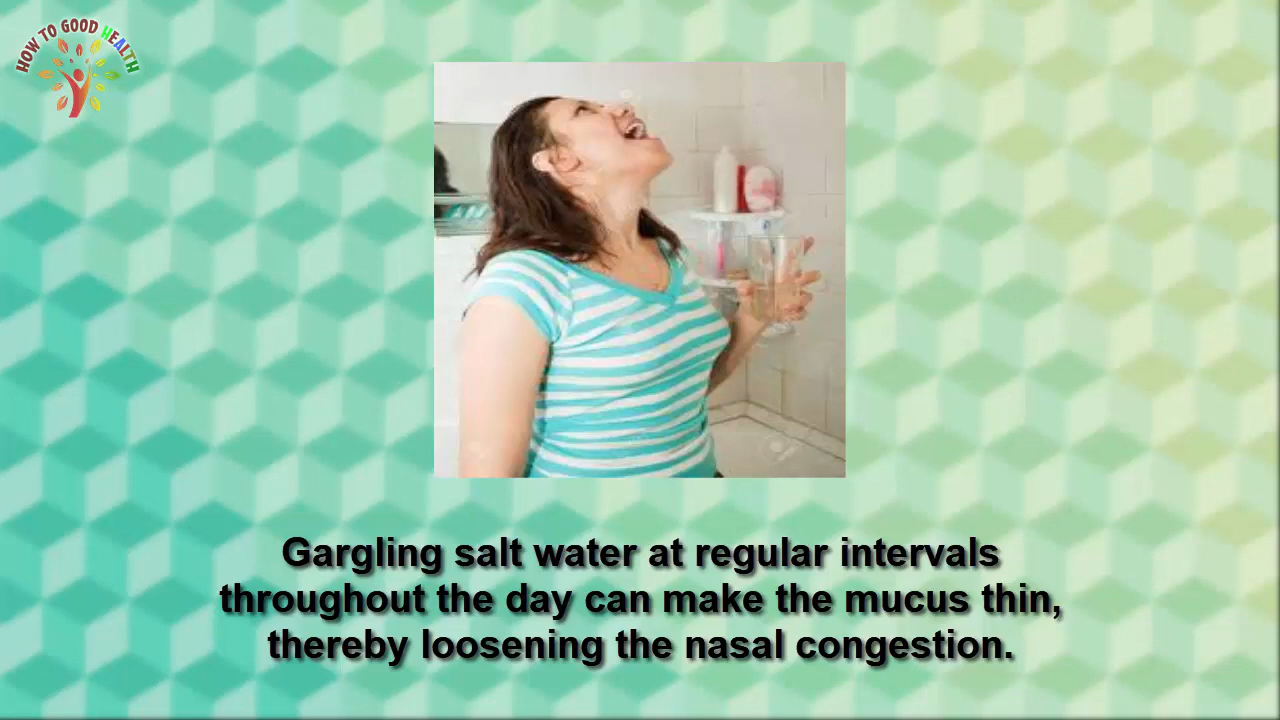 HOW TO GOOD HEALTH
Gargling salt water at regular intervals
throughout the day can make the mucus thin,
thereby loosening the nasal congestion.